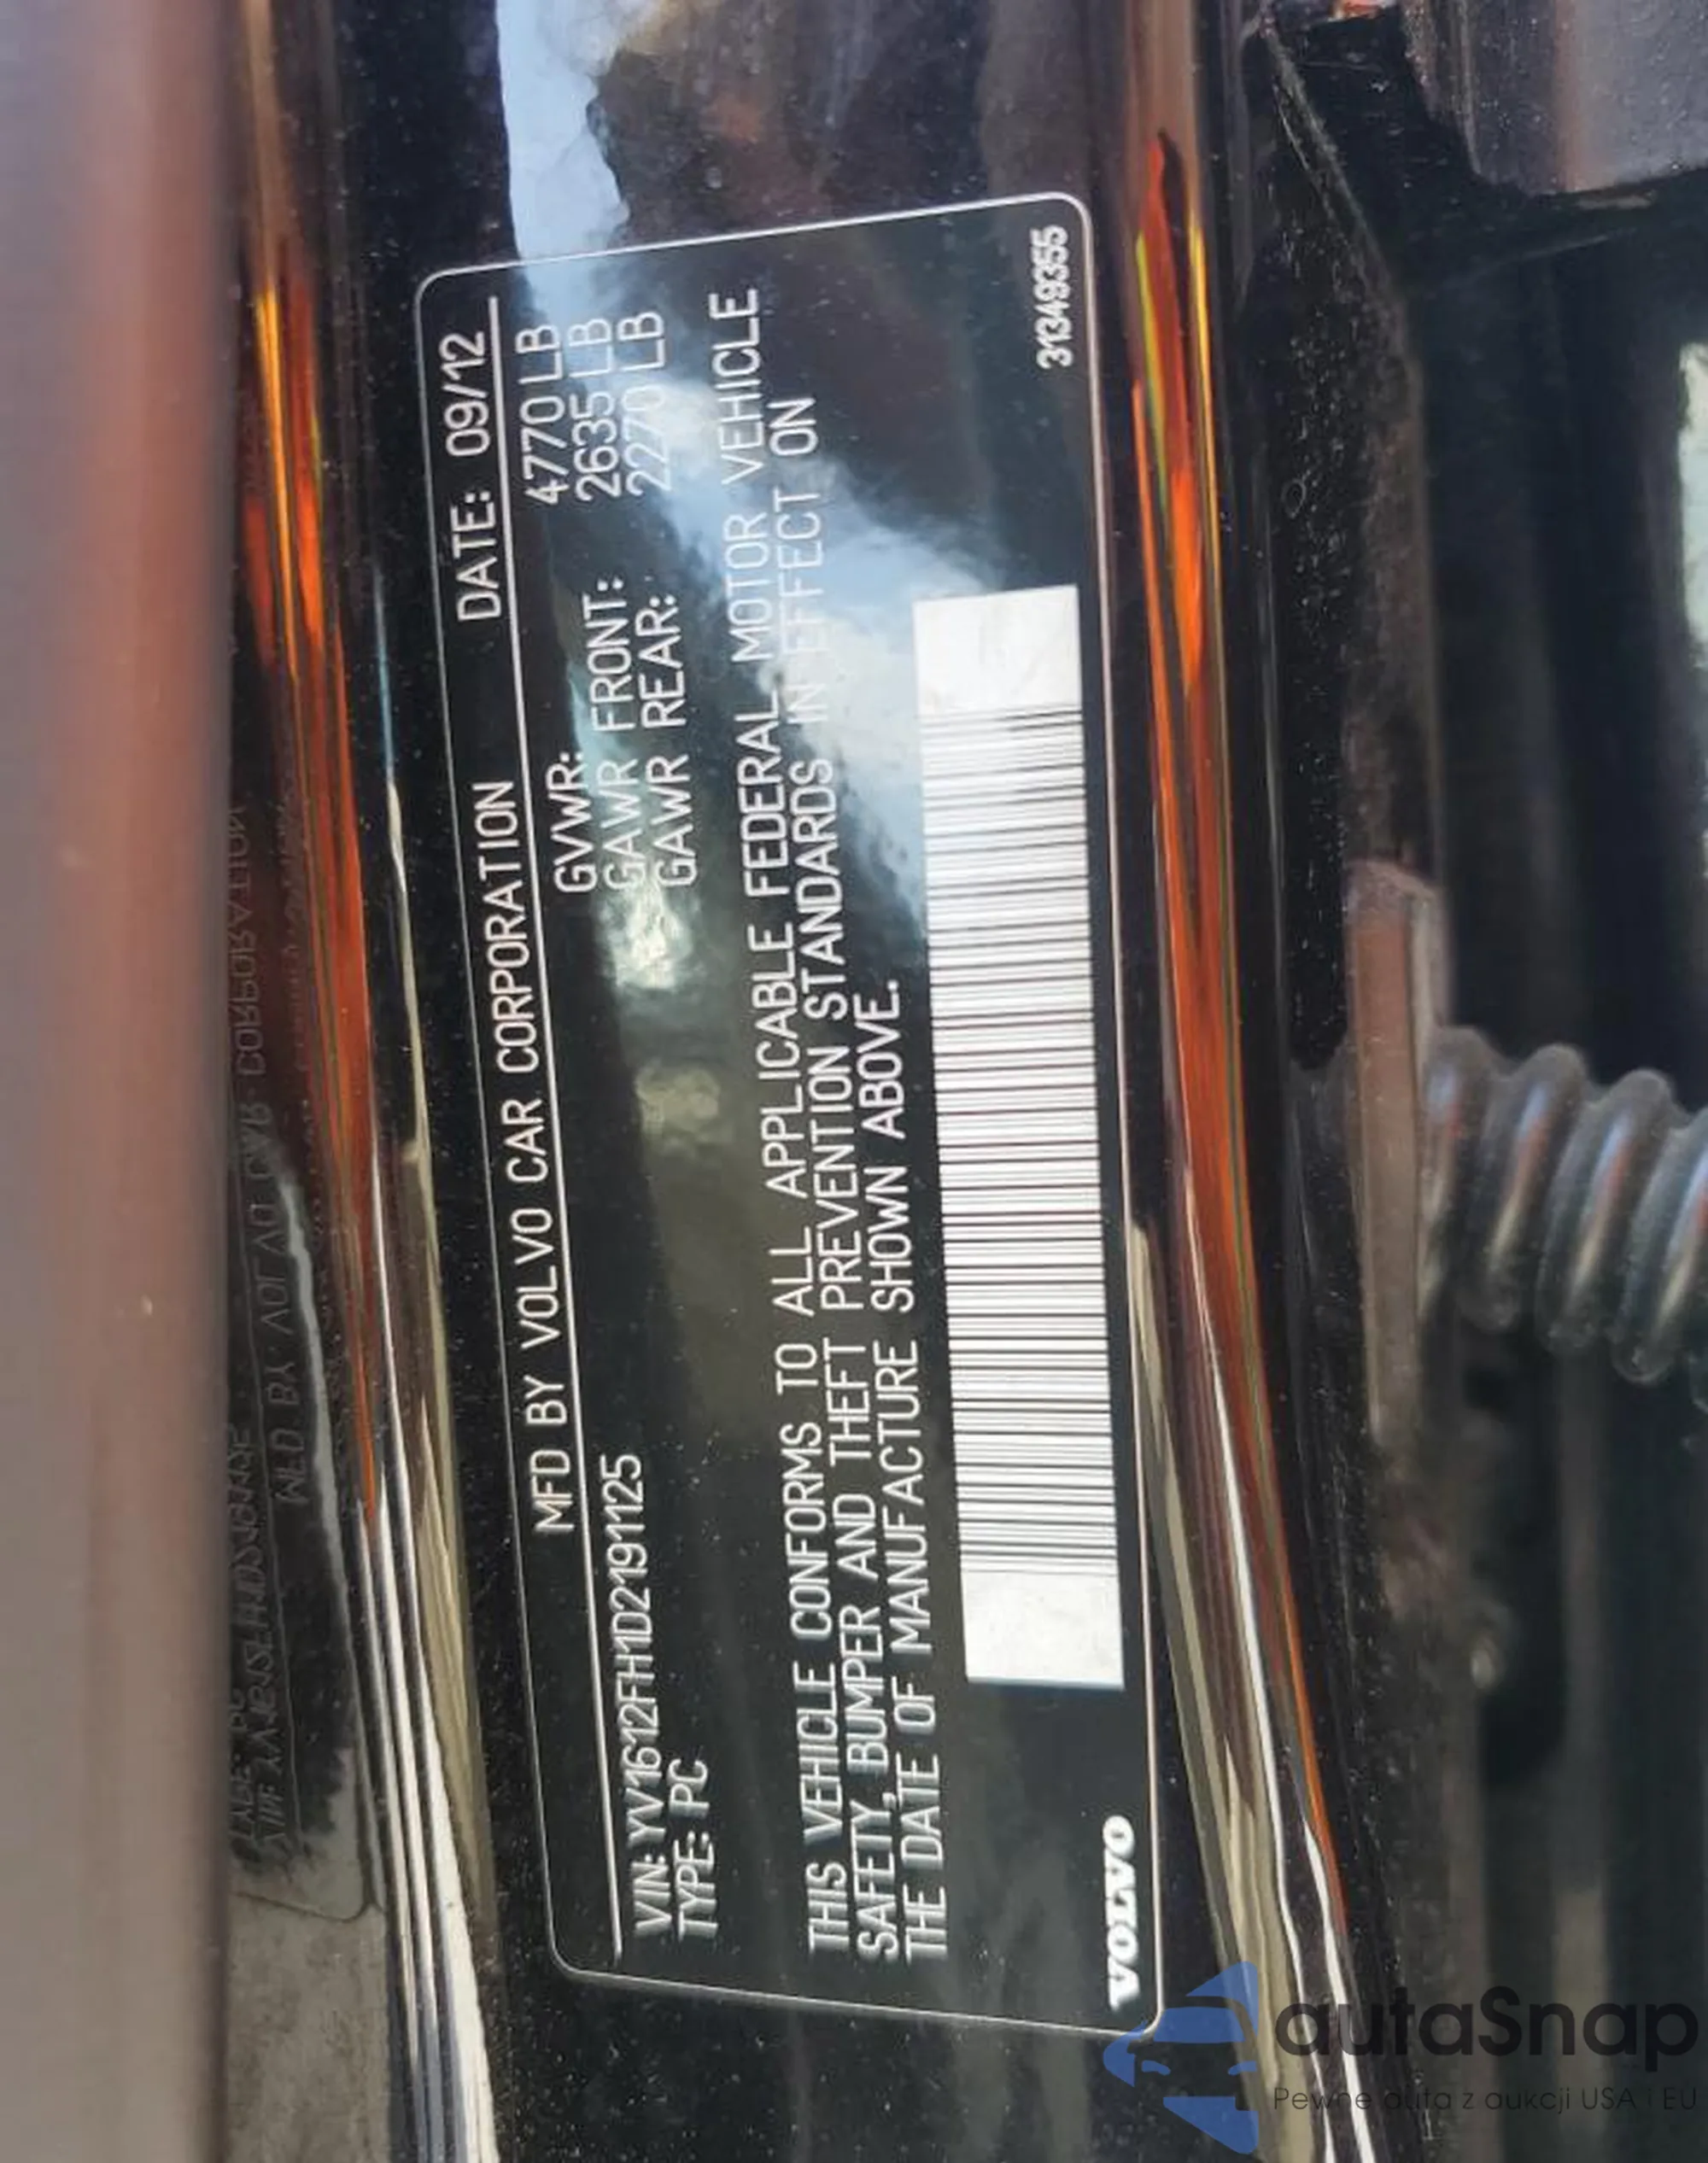 MFD BY VOLVO CAR CORPORATION DATE: 09/12
GVWR: 4770 LB
VIN: YV1612FH1D2191125 GAWR FRONT: 2635 LB
TYPE: PC GAWR REAR: 2270 LB
THIS VEHICLE CONFORMS TO ALL APPLICABLE FEDERAL MOTOR VEHICLE
SAFETY, BUMPER AND THEFT PREVENTION STANDARDS IN EFFECT ON
THE DATE OF MANUFACTURE SHOWN ABOVE.
VOLVO 31349355
autaSnap
Pewne auta z aukcji USA i EU